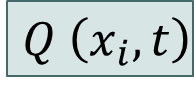 Q (xᵢ, t)